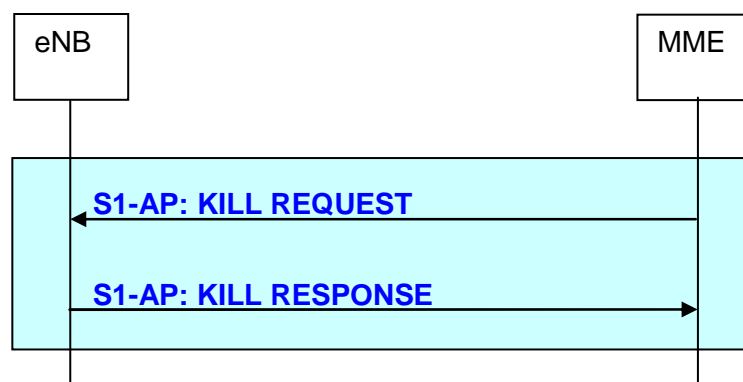 eNB
MME
S1-AP: KILL REQUEST
S1-AP: KILL RESPONSE